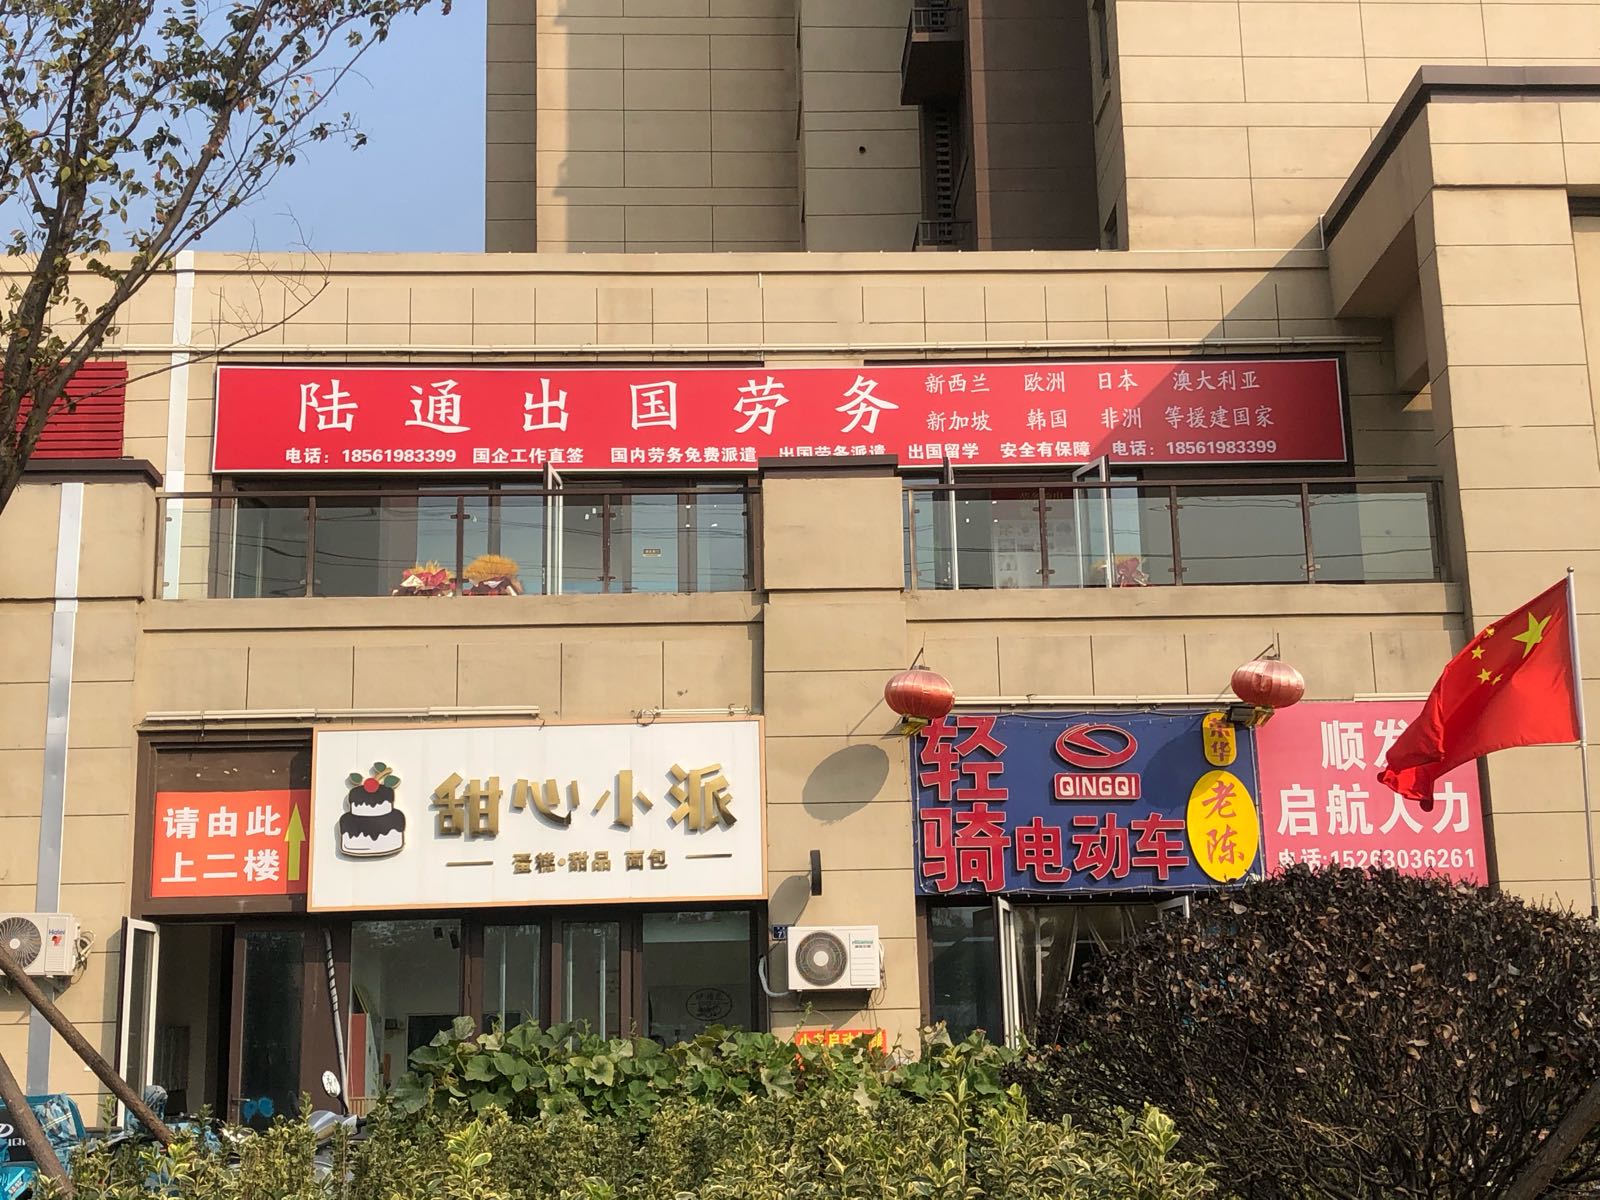 陆通出国劳务
新西兰 欧洲 日本 澳大利亚
新加坡 韩国 非洲 等援建国家
电话：18561983399 国企工作直签 国内劳务免费派遣 出国劳务派遣 出国留学 安全有保障 电话：18561983399
请由此
上二楼
甜心小派
蛋糕·甜品 面包
轻骑电动车
QINGQI
华
老陈
顺发
启航人力
电话:15263036261
Haier
Hisense